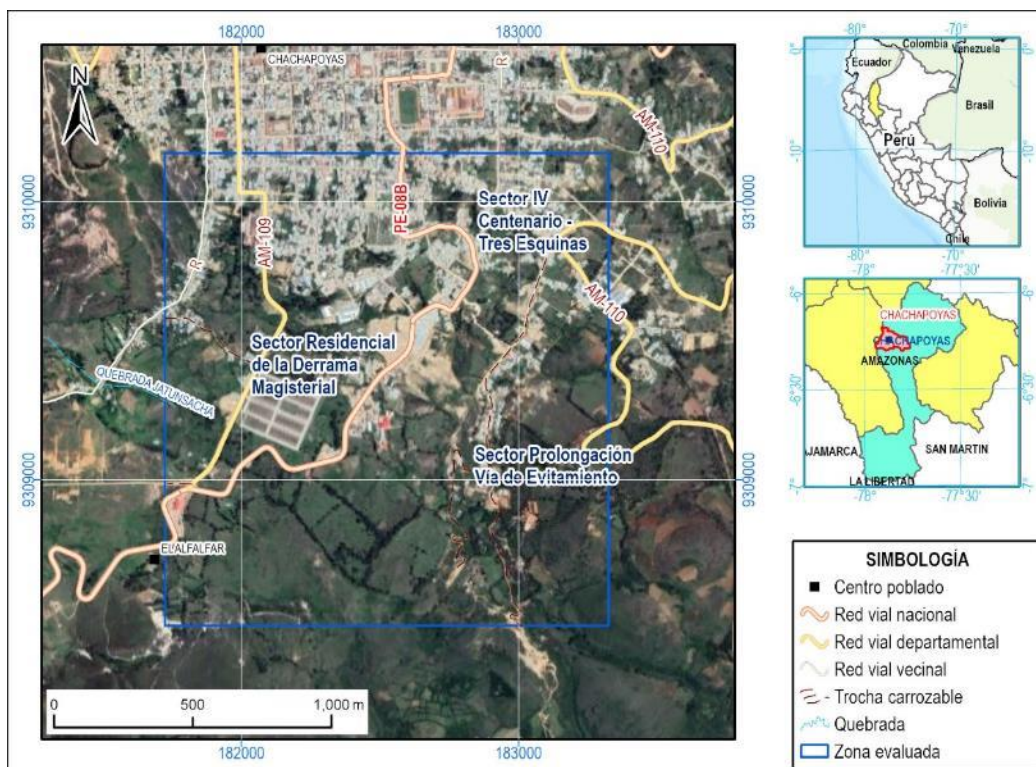 182000
183000
N
CHACHAPOYAS
R
R
AM-110
9310000
9310000
PE-08B
AM-109
Sector IV
Centenario -
Tres Esquinas
R
AM-110
Sector Residencial
de la Derrama
Magisterial
QUEBRADA JATUNSACHA
Sector Prolongación
Vía de Evitamiento
9309000
9309000
EL ALFALFAR
0
500
1,000 m
182000
183000
-80°
-70°
0°
0°
Colombia
Venezuela
Ecuador
Brasil
Perú
-10°
-10°
Bolivia
Chile
-80°
-70°
-78°
-77°30'
-6°
-6°
CHACHAPOYAS
CHACHAPOYAS
AMAZONAS
-6°30'
-6°30'
JAMARCA
SAN MARTIN
LA LIBERTAD
-7°
-7°
-78°
-77°30'
SIMBOLOGÍA
Centro poblado
Red vial nacional
Red vial departamental
Red vial vecinal
Trocha carrozable
Quebrada
Zona evaluada